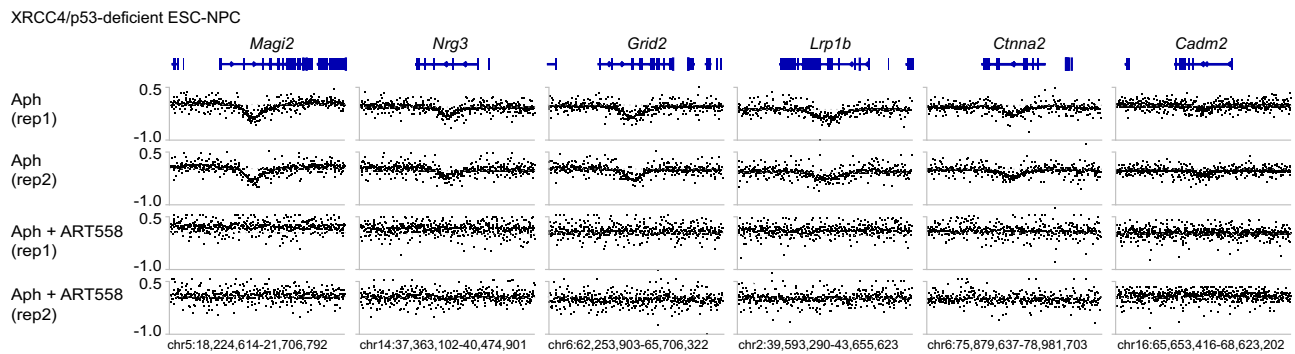 XRCC4/p53-deficient ESC-NPC
Magi2 Nrg3 Grid2 Lrp1b Ctnna2 Cadm2
Aph
(rep1)
0.5
-1.0
Aph
(rep2)
0.5
-1.0
Aph + ART558
(rep1)
0.5
-1.0
Aph + ART558
(rep2)
0.5
-1.0
chr5:18,224,614-21,706,792 chr14:37,363,102-40,474,901 chr6:62,253,903-65,706,322 chr2:39,593,290-43,655,623 chr6:75,879,637-78,981,703 chr16:65,653,416-68,623,202